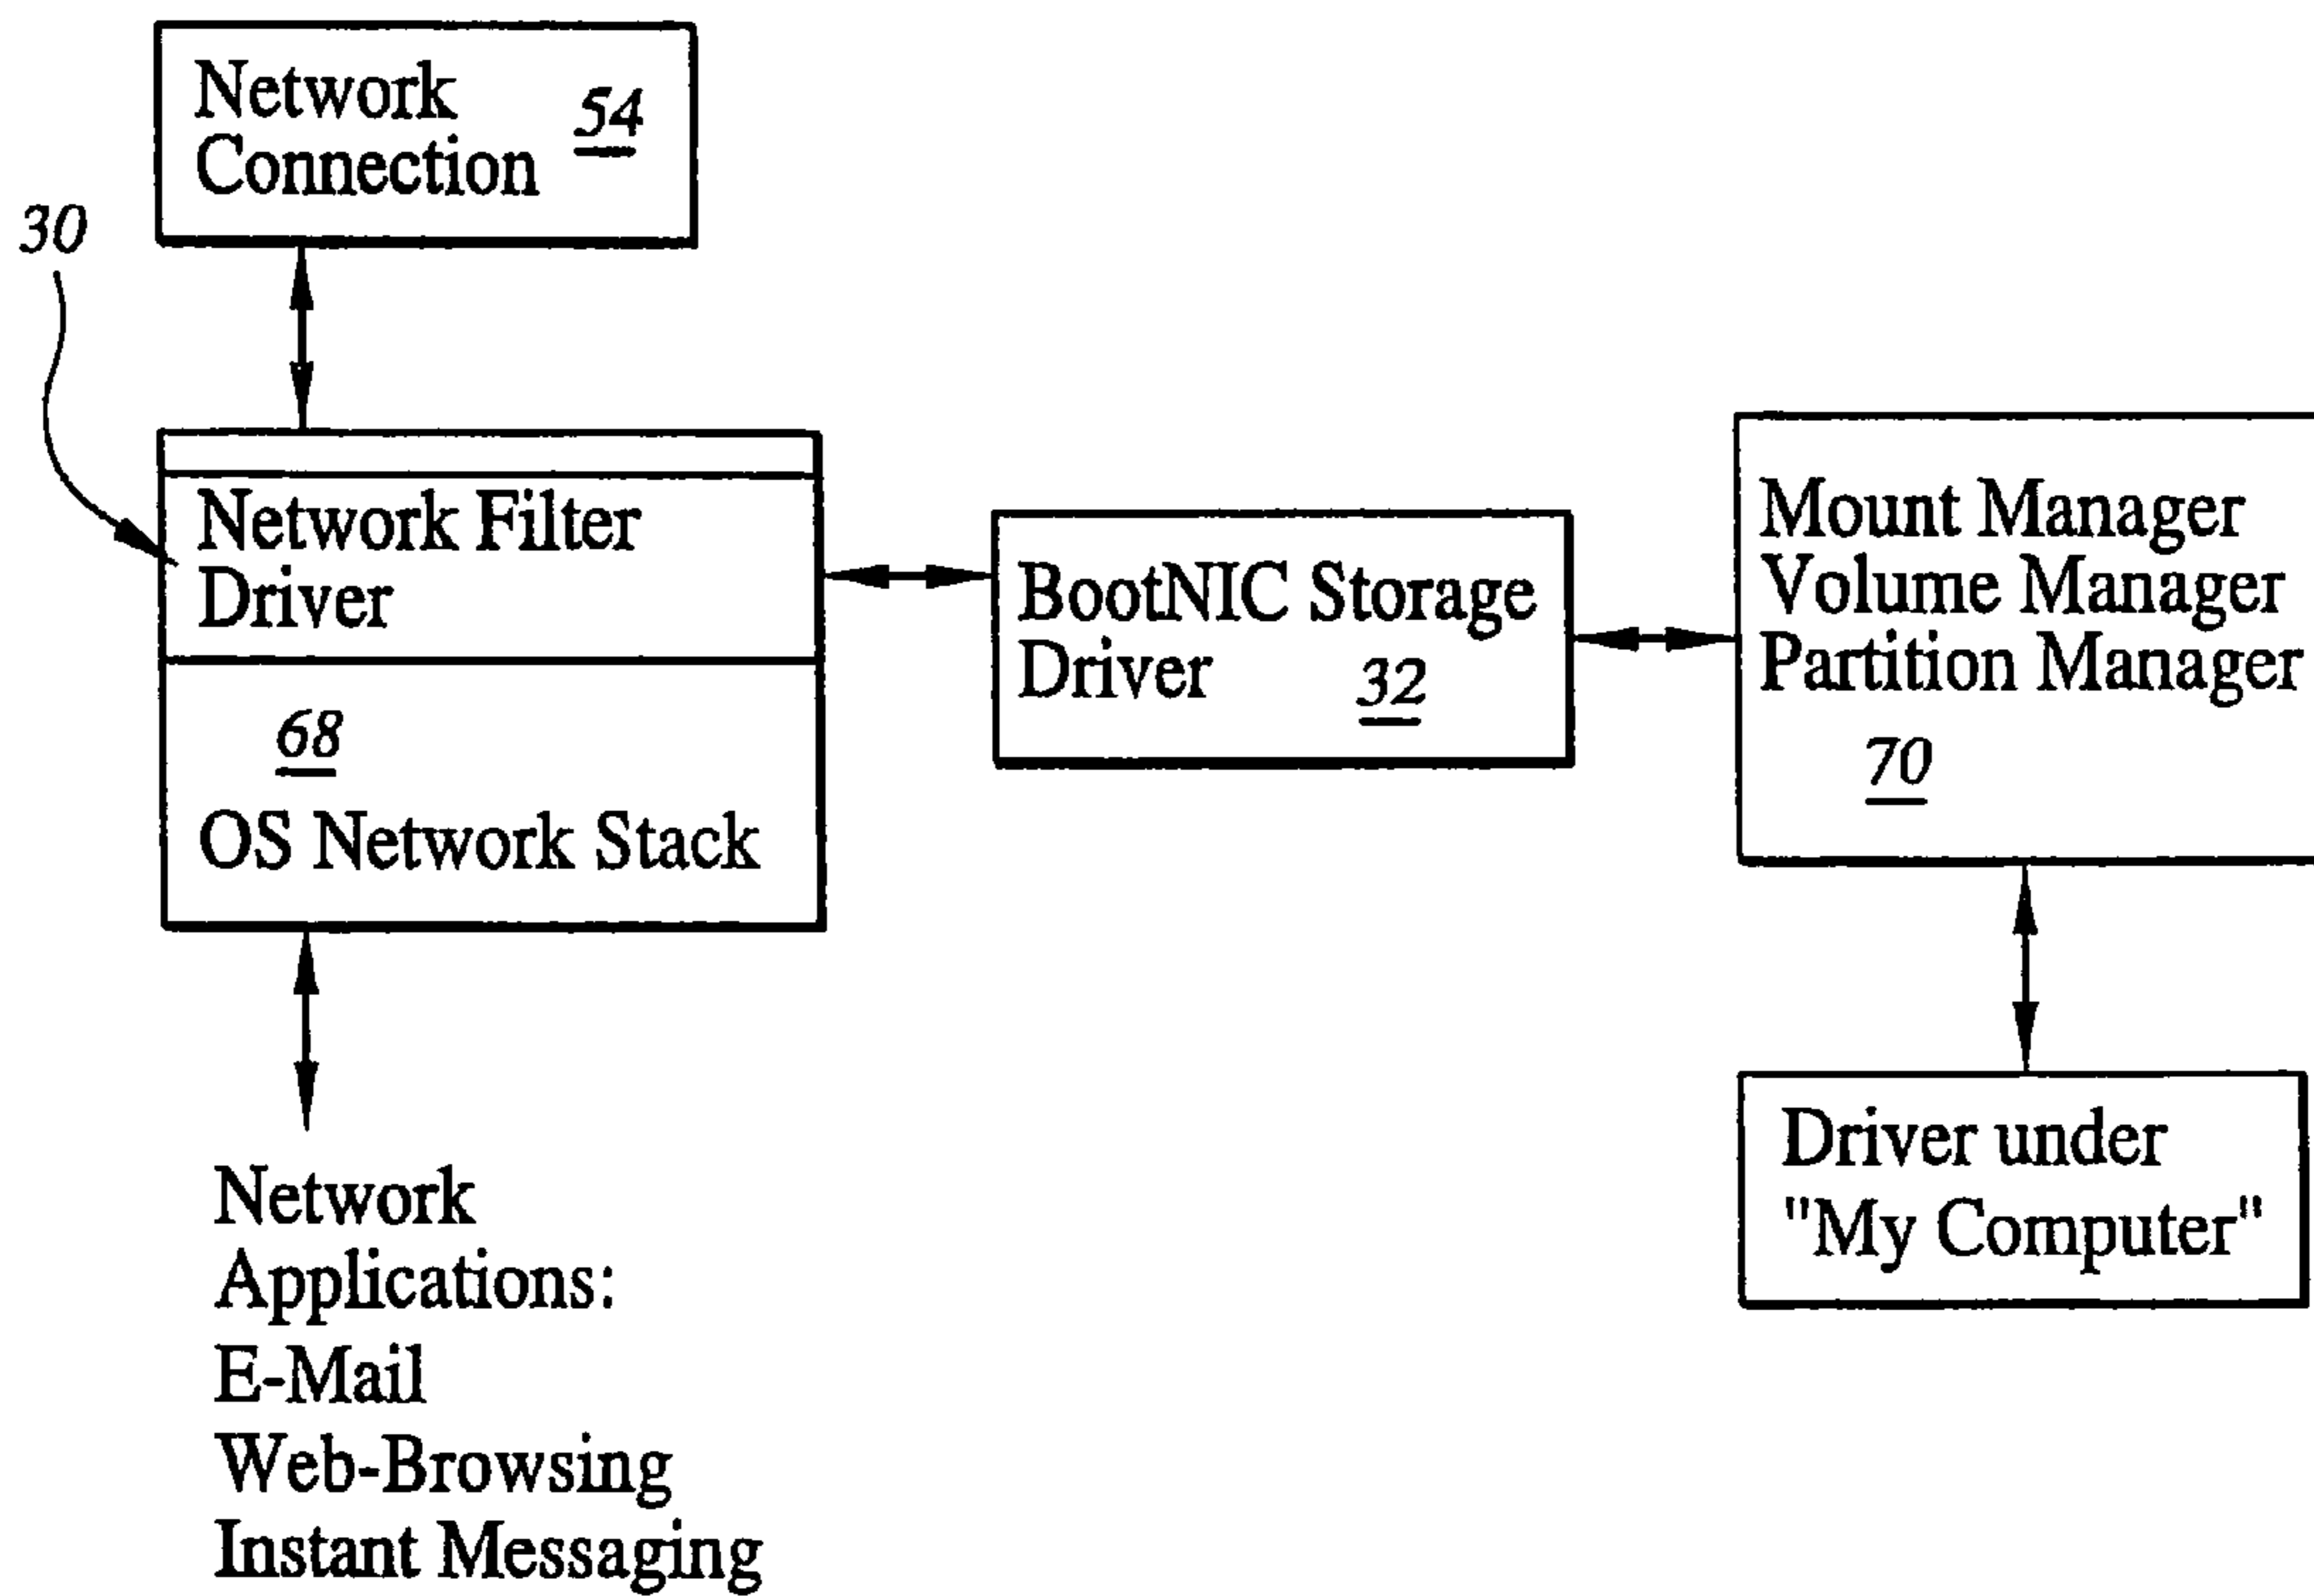 Network
Connection 54
30
Network Filter
Driver
68
OS Network Stack
BootNIC Storage
Driver 32
Mount Manager
Volume Manager
Partition Manager
70
Driver under
"My Computer"
Network
Applications:
E-Mail
Web-Browsing
Instant Messaging